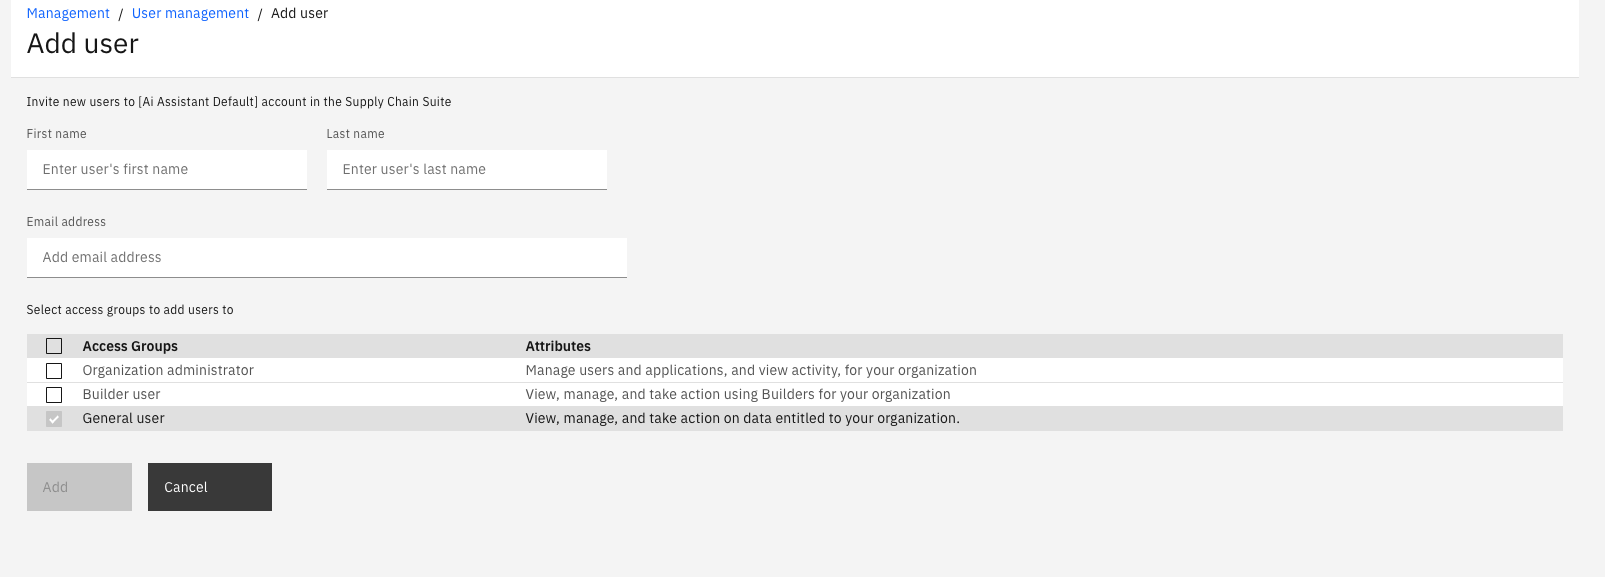 Management / User management / Add user
Add user
Invite new users to [Ai Assistant Default] account in the Supply Chain Suite
First name Last name
Enter user's first name Enter user's last name
Email address
Add email address
Select access groups to add users to
Access Groups Attributes
Organization administrator Manage users and applications, and view activity, for your organization
Builder user View, manage, and take action using Builders for your organization
General user View, manage, and take action on data entitled to your organization.
Add Cancel